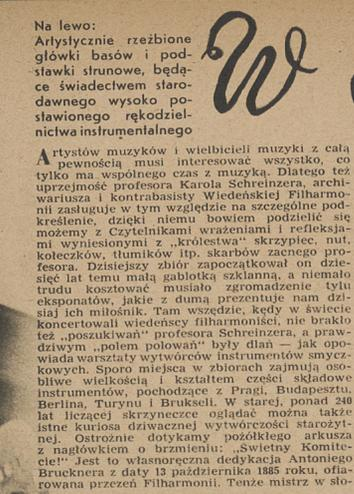 Na lewo:
Artystycznie rzeźbione
główki basów i pod-
stawki strunowe, będą-
ce świadectwem staro-
dawnego wysoko po-
stawionego rękodziel-
nictwa instrumentalnego
W
Artystów muzyków i wielbicieli muzyki z całą
pewnością musi interesować wszystko, co
tylko ma wspólnego czas z muzyką. Dlatego też
uprzejmość profesora Karola Schreinzera, archi-
wariusza i kontrabasisty Wiedeńskiej Filharmo-
nii zasługuje w tym względzie na szczególne pod-
kreślenie, dzięki niemu bowiem podzielić się
możemy z Czytelnikami wrażeniami i refleksja-
mi wyniesionymi z „królestwa" skrzypiec, nut,
kołeczków, tłumików itp. skarbów zacnego pro-
fesora. Dzisiejszy zbiór zapoczątkował on dzie-
sięć lat temu małą gablotką szklanną, a niemało
trudu kosztować musiało zgromadzenie tylu
eksponatów, jakie z dumą prezentuje nam dzi-
siaj ich miłośnik. Tam wszędzie, kędy w świecie
koncertowali wiedeńscy filharmoniści, nie brakło
też „poszukiwań" profesora Schreinzera, a praw-
dziwym „polem polowań" były dlań — jak opo-
wiada warsztaty wytwórców instrumentów smycz-
kowych. Sporo miejsca w zbiorach zajmują oso-
bliwe wielkością i kształtem części składowe
instrumentów, pochodzące z Pragi, Budapesztu,
Berlina, Turynu i Brukseli. W starej, ponad 240
lat liczącej skrzyneczce oglądać można także
istne kuriosa dziwacznej wytwórczości starożyt-
nej. Ostrożnie dotykamy pożółkłego arkusza
z nagłówkiem o brzmieniu: „Świetny Komite-
cie!" Jest to własnoręczna dedykacja Antoniego
Brucknera z daty 13 października 1885 roku, ofia-
rowana przezeń Filharmonii. Tenże mistrz w sło-